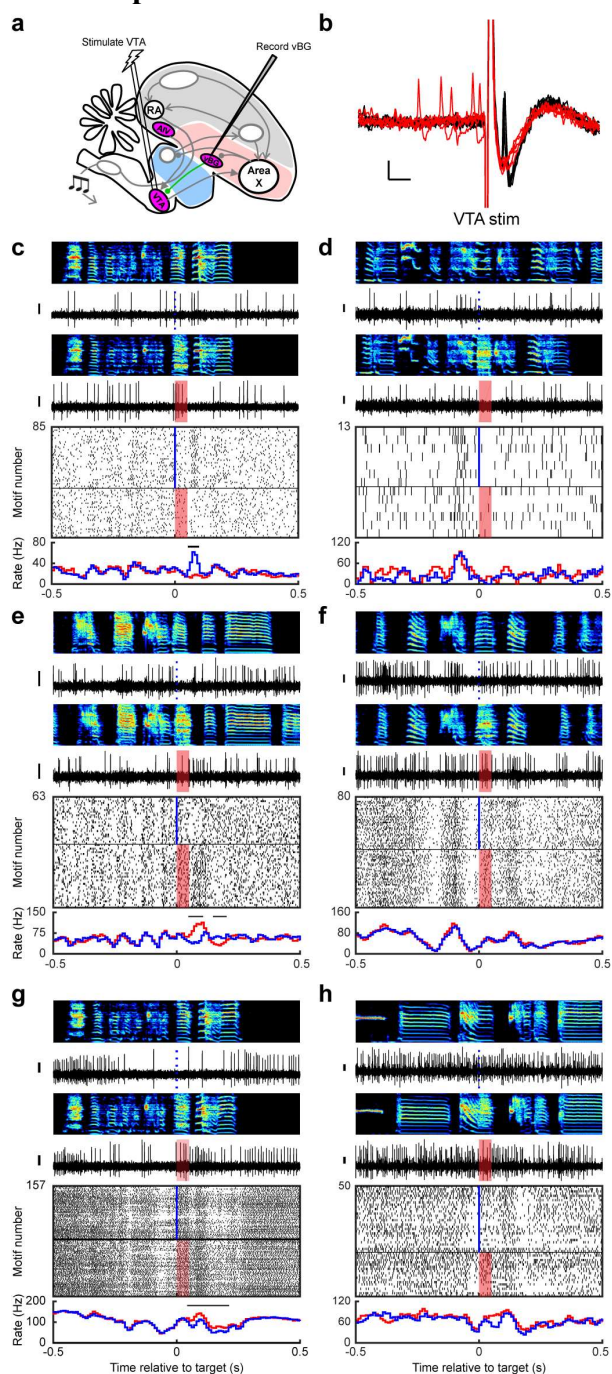 a
Stimulate VTA
Record vBG
RA
AIV
vBG
Area
X
VTA
b
VTA stim
c
85
Motif number
80
40
0
Rate (Hz)
-0.5 0 0.5
d
13
120
60
0
-0.5 0 0.5
e
63
Motif number
150
75
0
Rate (Hz)
-0.5 0 0.5
f
80
160
80
0
-0.5 0 0.5
g
157
Motif number
200
100
0
Rate (Hz)
-0.5 0 0.5
Time relative to target (s)
h
50
120
60
0
-0.5 0 0.5
Time relative to target (s)